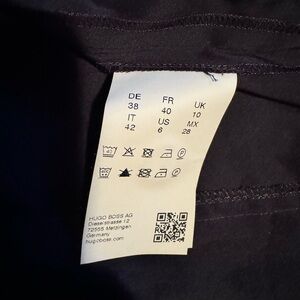 DE FR UK
38 40 10
IT US MX
42 6 28
HUGO BOSS AG
Dieselstrasse 12
72555 Metzingen
Germany
hugoboss.com